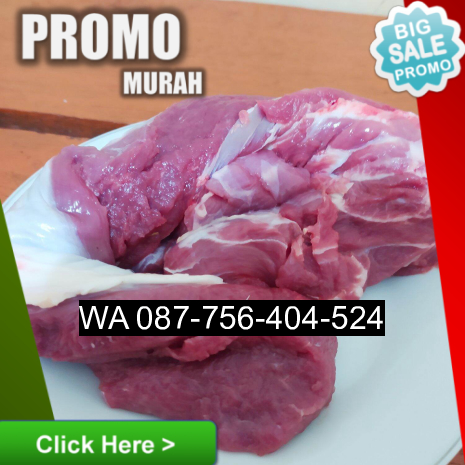 PROMO
MURAH
BIG
SALE
PROMO
WA 087-756-404-524
Click Here >